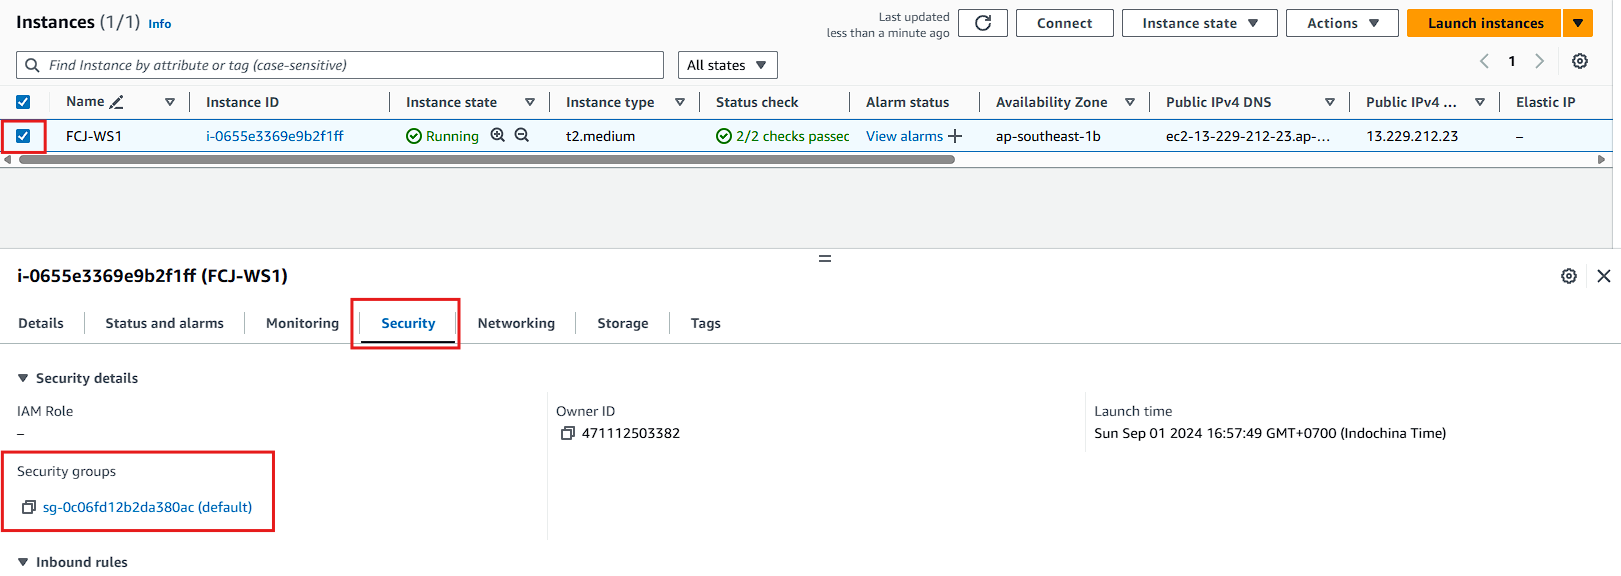 Instances (1/1) Info
Last updated
less than a minute ago
Connect
Instance state
Actions
Launch instances
Find Instance by attribute or tag (case-sensitive)
All states
1
Name Instance ID Instance state Instance type Status check Alarm status Availability Zone Public IPv4 DNS Public IPv4 ... Elastic IP
FCJ-WS1 i-0655e3369e9b2f1ff Running t2.medium 2/2 checks passec View alarms ap-southeast-1b ec2-13-229-212-23.ap-... 13.229.212.23 –
i-0655e3369e9b2f1ff (FCJ-WS1)
Details Status and alarms Monitoring Security Networking Storage Tags
Security details
IAM Role
–
Owner ID
471112503382
Launch time
Sun Sep 01 2024 16:57:49 GMT+0700 (Indochina Time)
Security groups
sg-0c06fd12b2da380ac (default)
Inbound rules